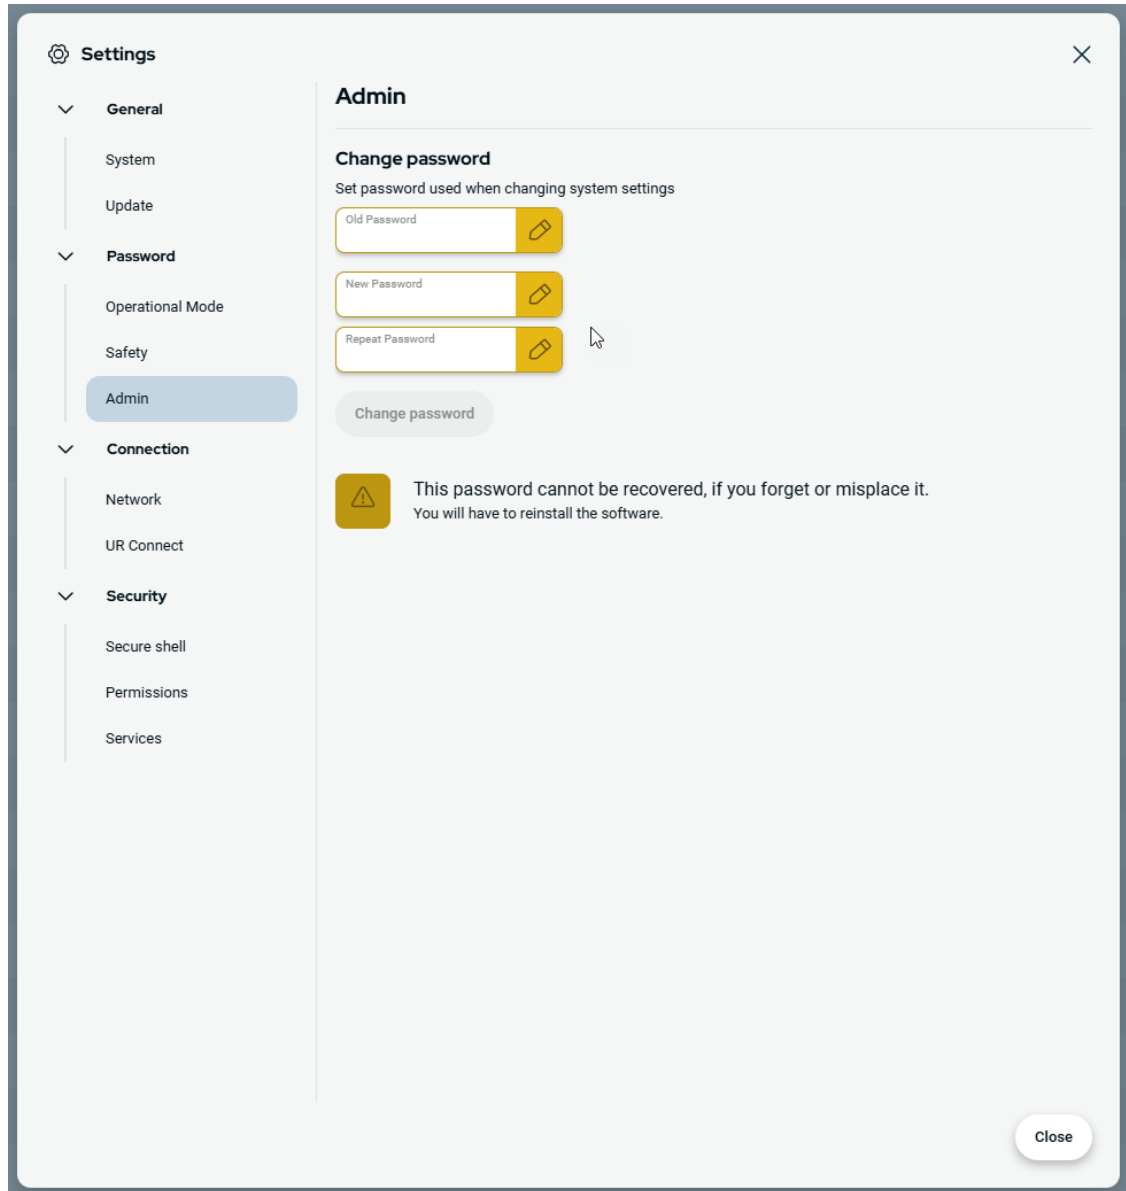 Settings
General
System
Update
Password
Operational Mode
Safety
Admin
Connection
Network
UR Connect
Security
Secure shell
Permissions
Services
Admin
Change password
Set password used when changing system settings
Old Password
New Password
Repeat Password
Change password
This password cannot be recovered, if you forget or misplace it.
You will have to reinstall the software.
Close